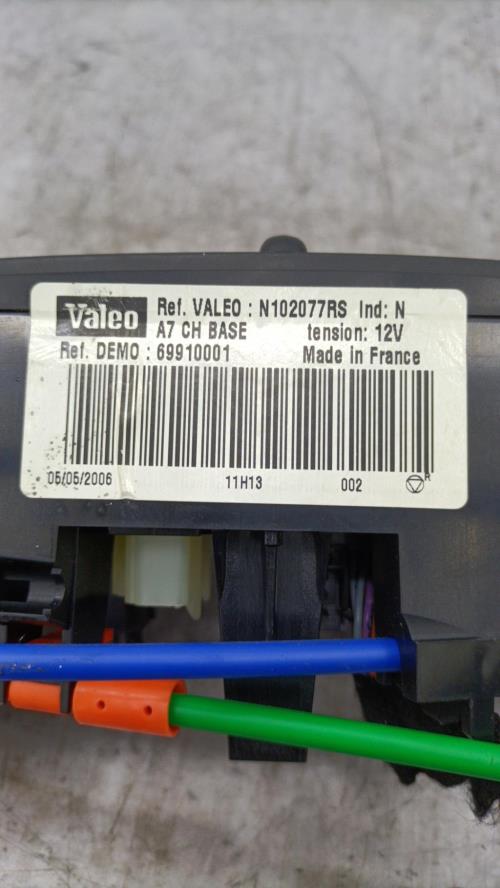 Valeo Ref. VALEO : N102077RS Ind: N
A7 CH BASE tension: 12V
Ref. DEMO : 69910001 Made in France
05/05/2006 11H13 002 R